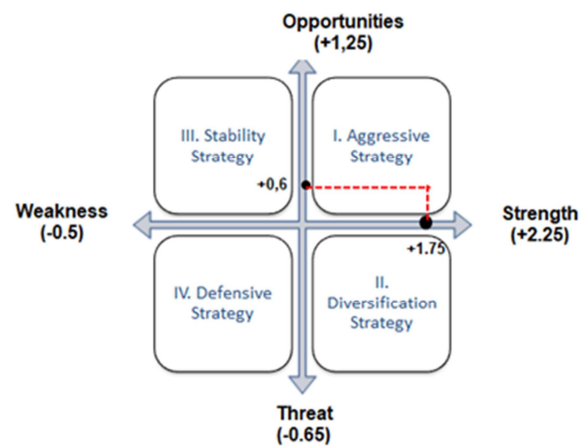 Opportunities
(+1,25)
III. Stability
Strategy
I. Aggressive
Strategy
+0,6
Weakness
(-0.5)
Strength
(+2.25)
+1.75
IV. Defensive
Strategy
II.
Diversification
Strategy
Threat
(-0.65)